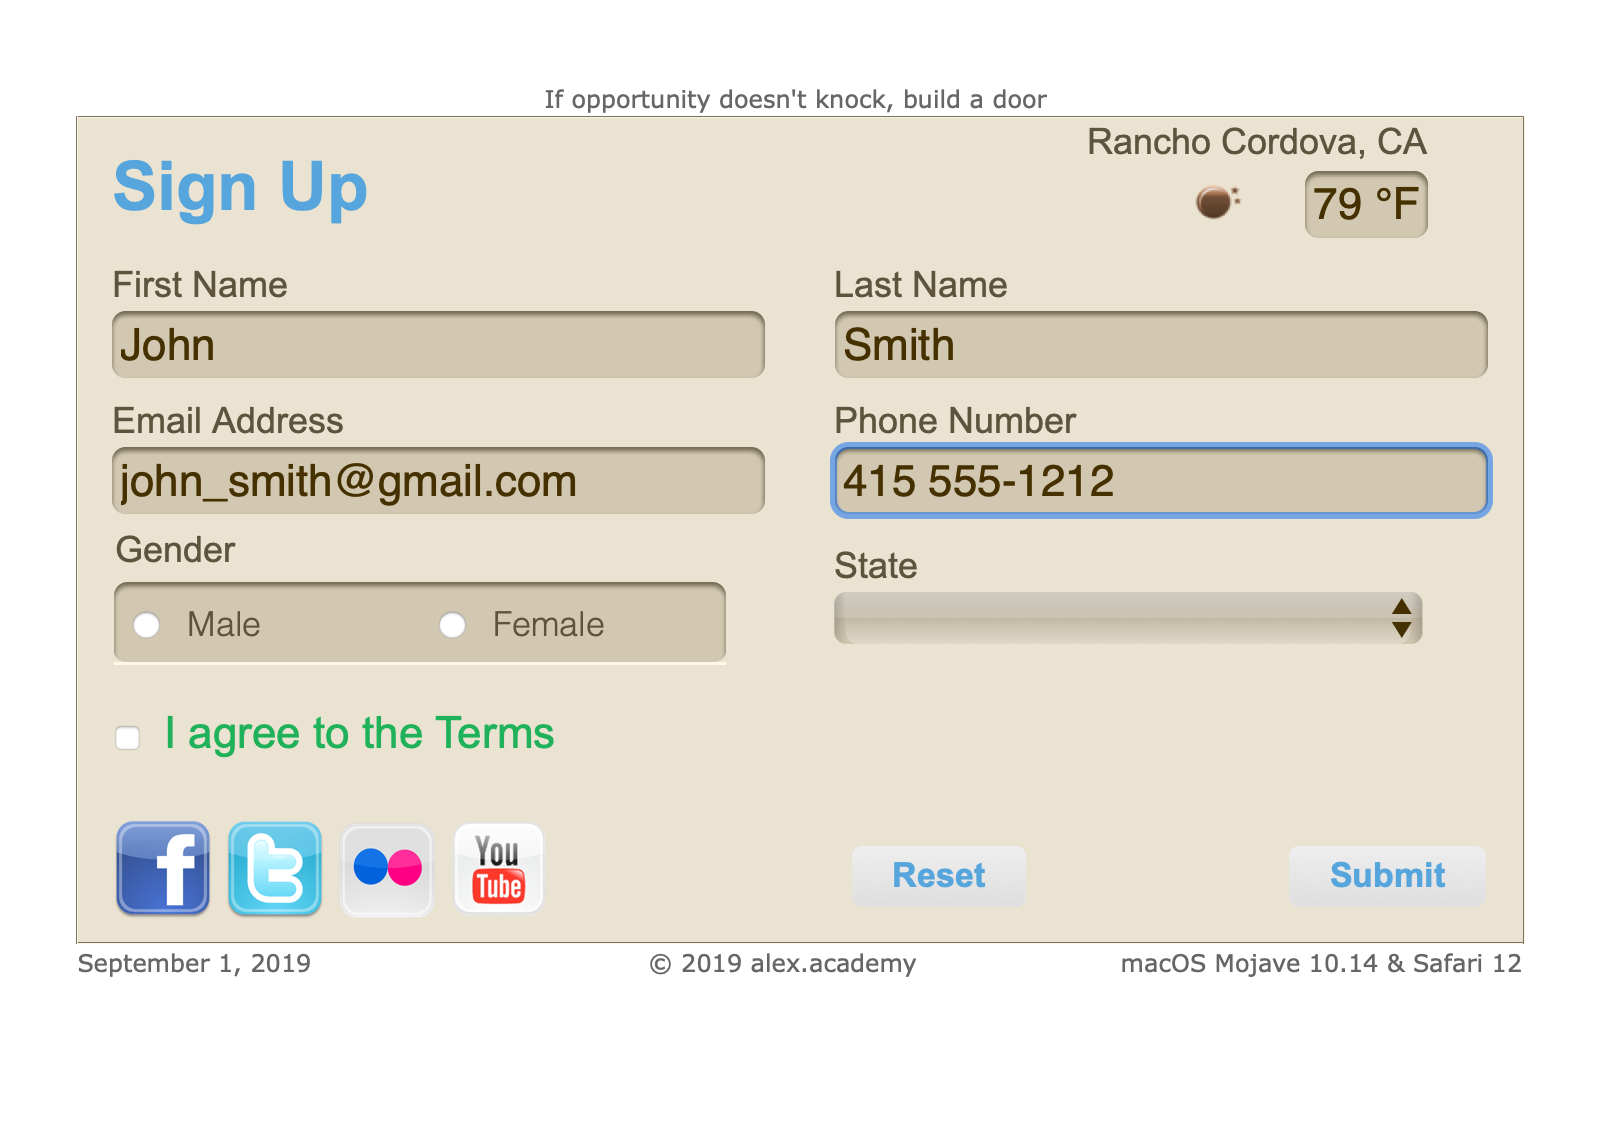 If opportunity doesn't knock, build a door
Rancho Cordova, CA
Sign Up
79 °F
First Name
Last Name
John
Smith
Email Address
Phone Number
john_smith@gmail.com
415 555-1212
Gender
State
Male
Female
I agree to the Terms
f
t
You
Tube
Reset
Submit
September 1, 2019
© 2019 alex.academy
macOS Mojave 10.14 & Safari 12